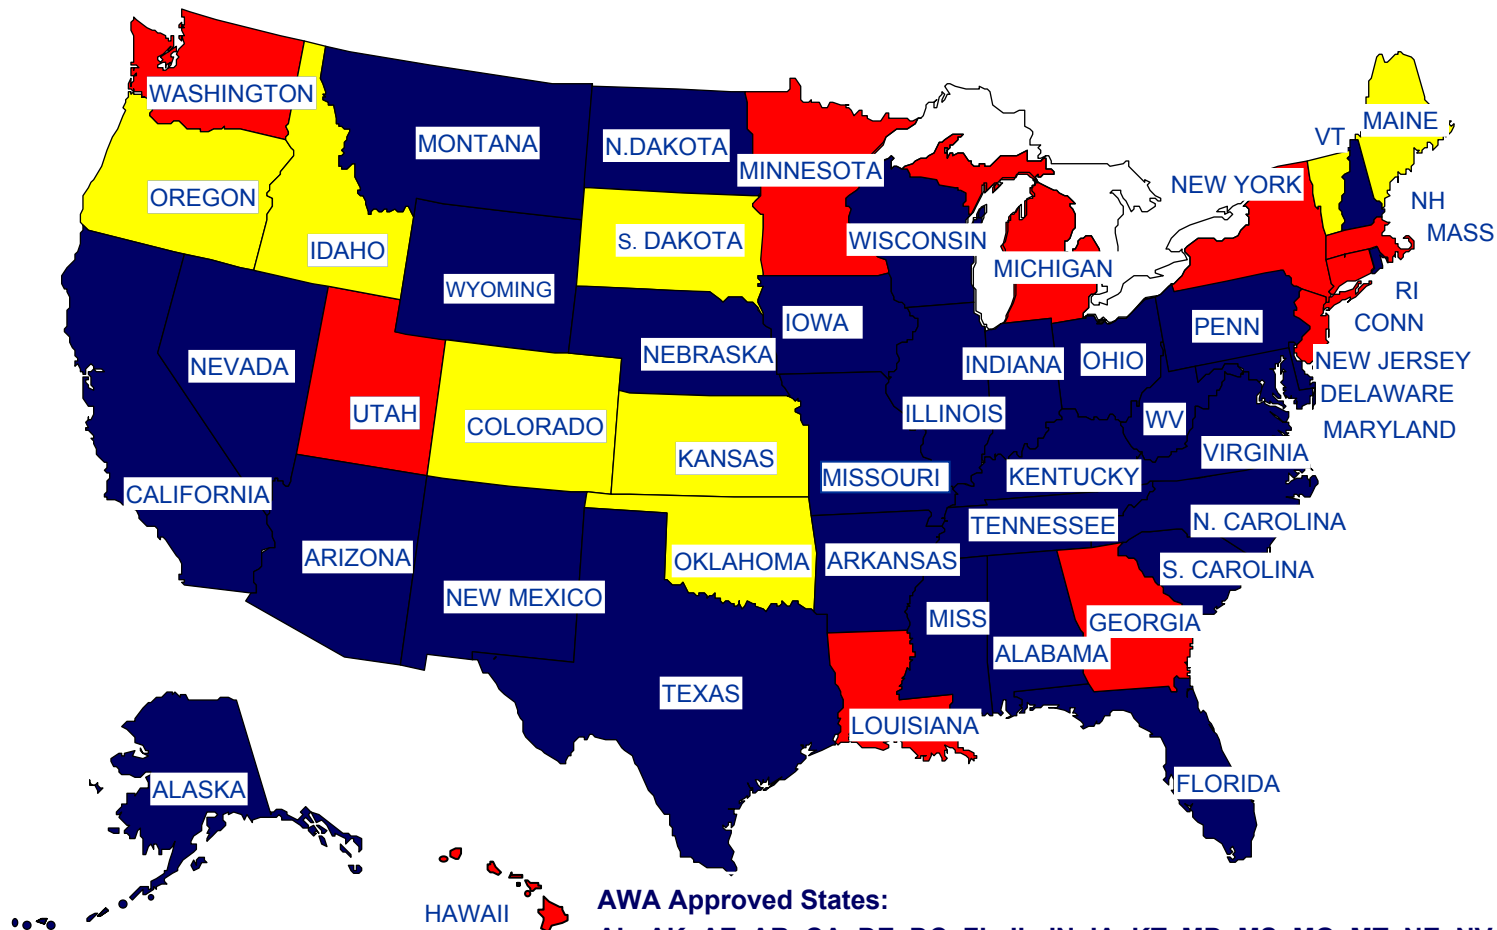 WASHINGTON
MONTANA
N.DAKOTA
MINNESOTA
VT
MAINE
OREGON
IDAHO
S. DAKOTA
WISCONSIN
MICHIGAN
NEW YORK
NH
MASS
WYOMING
IOWA
PENN
RI
CONN
NEVADA
UTAH
COLORADO
NEBRASKA
ILLINOIS
INDIANA
OHIO
NEW JERSEY
DELAWARE
MARYLAND
WV
VIRGINIA
CALIFORNIA
KANSAS
MISSOURI
KENTUCKY
ARIZONA
NEW MEXICO
OKLAHOMA
ARKANSAS
TENNESSEE
N. CAROLINA
S. CAROLINA
MISS
ALABAMA
GEORGIA
TEXAS
LOUISIANA
FLORIDA
ALASKA
HAWAII
AWA Approved States: